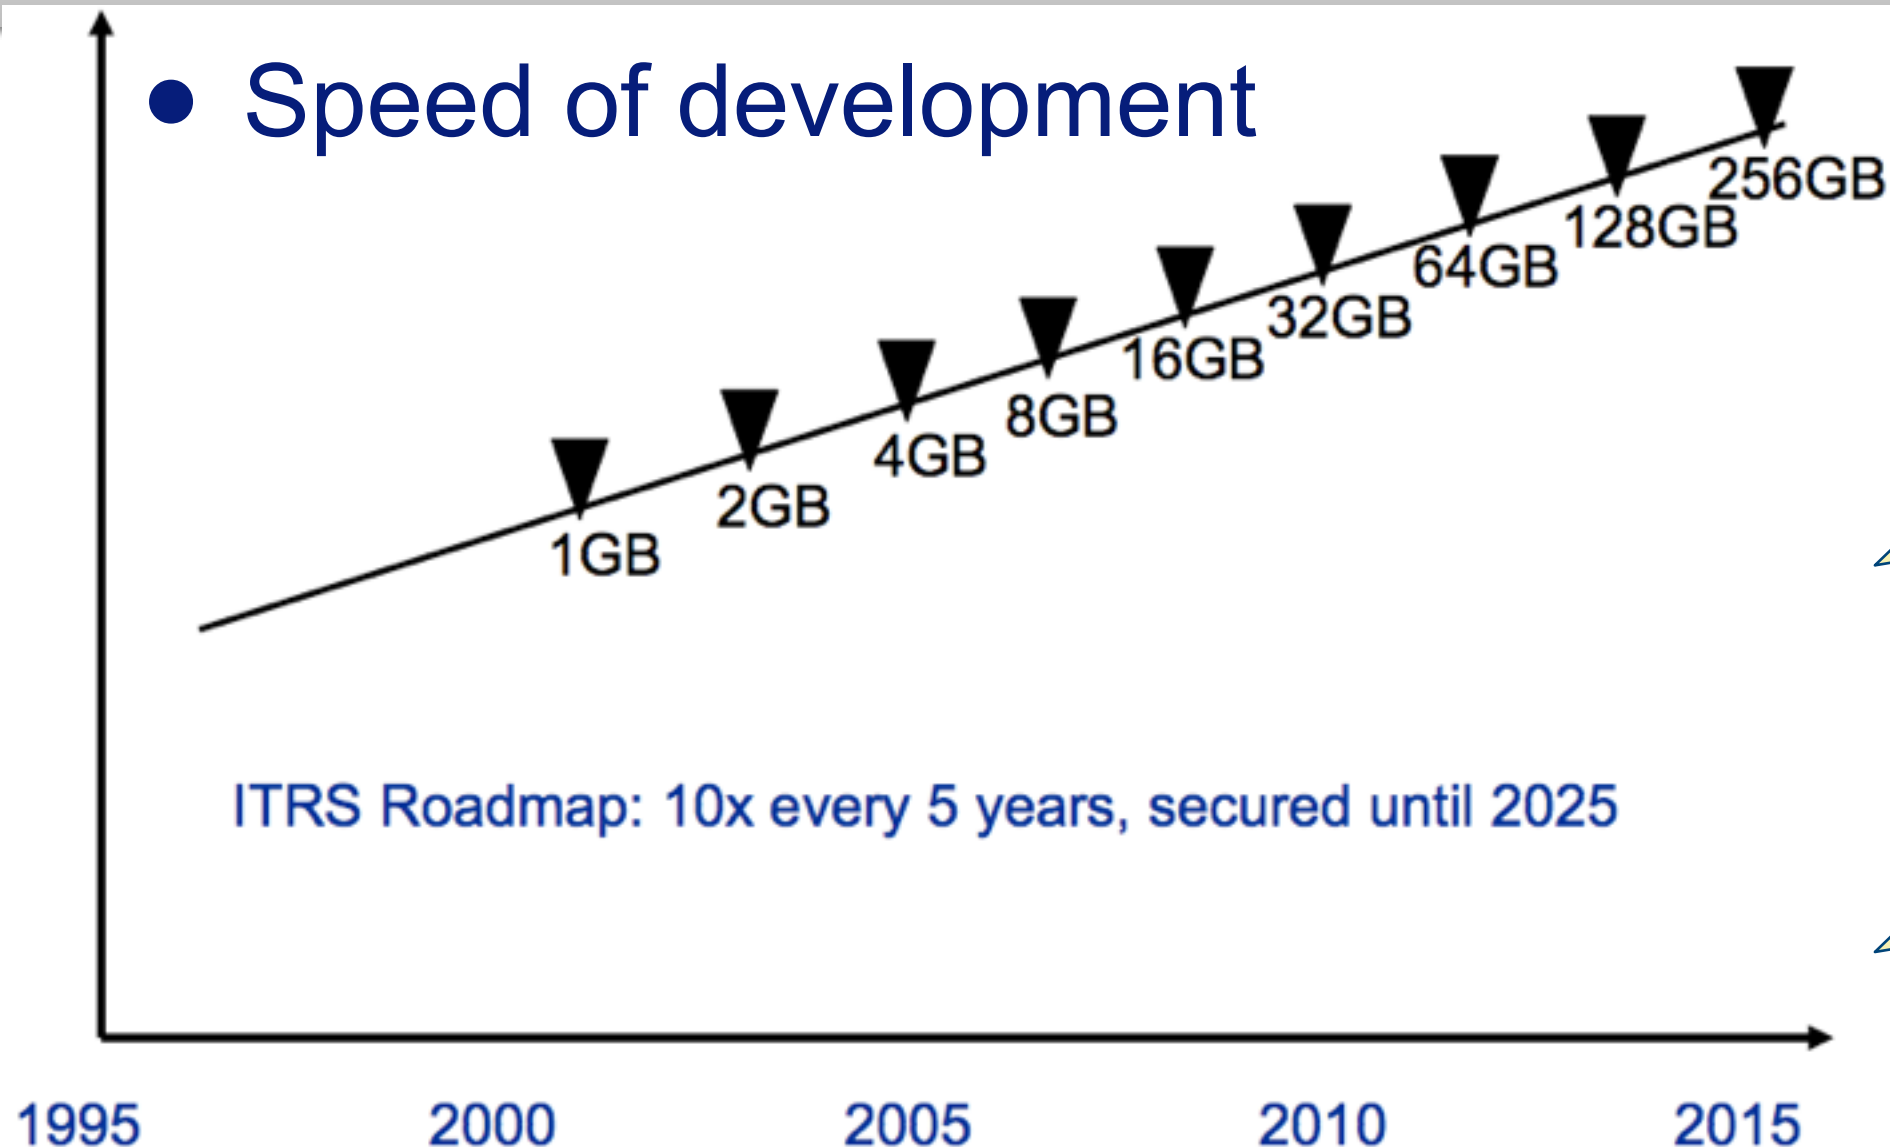 • Speed of development
256GB
128GB
64GB
32GB
16GB
8GB
4GB
2GB
1GB
ITRS Roadmap: 10x every 5 years, secured until 2025
1995 2000 2005 2010 2015